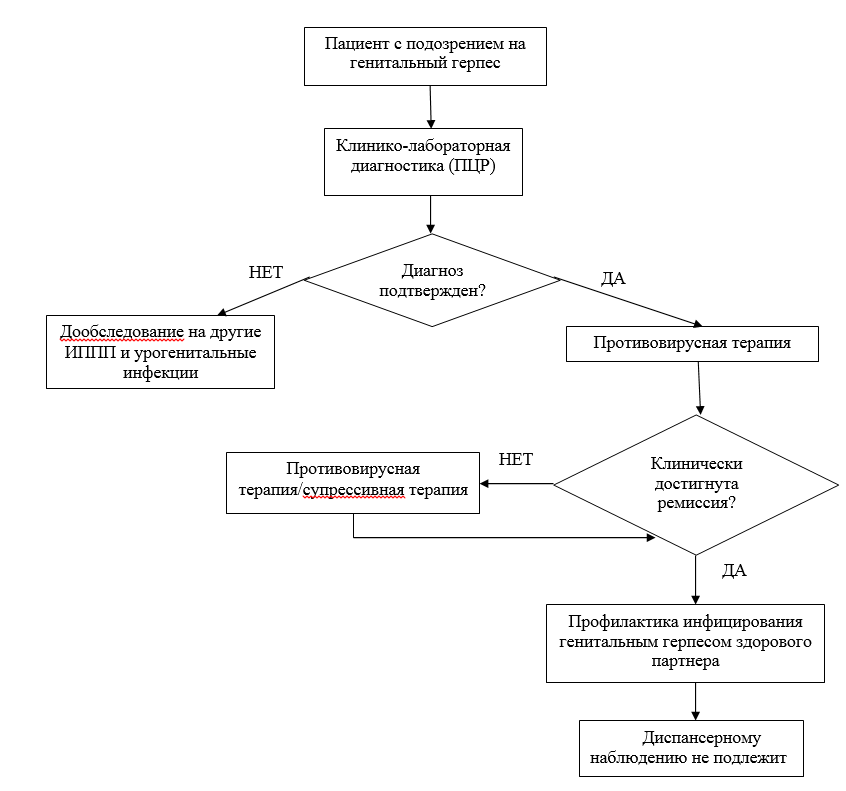 Пациент с подозрением на
генитальный герпес
Клинико-лабораторная
диагностика (ПЦР)
Диагноз
подтвержден?
НЕТ
ДА
Дообследование на другие
ИППП и урогенитальные
инфекции
Противовирусная терапия
Клинически
достигнута
ремиссия?
НЕТ
Противовирусная
терапия/супрессивная терапия
ДА
Профилактика инфицирования
генитальным герпесом здорового
партнера
Диспансерному
наблюдению не подлежит